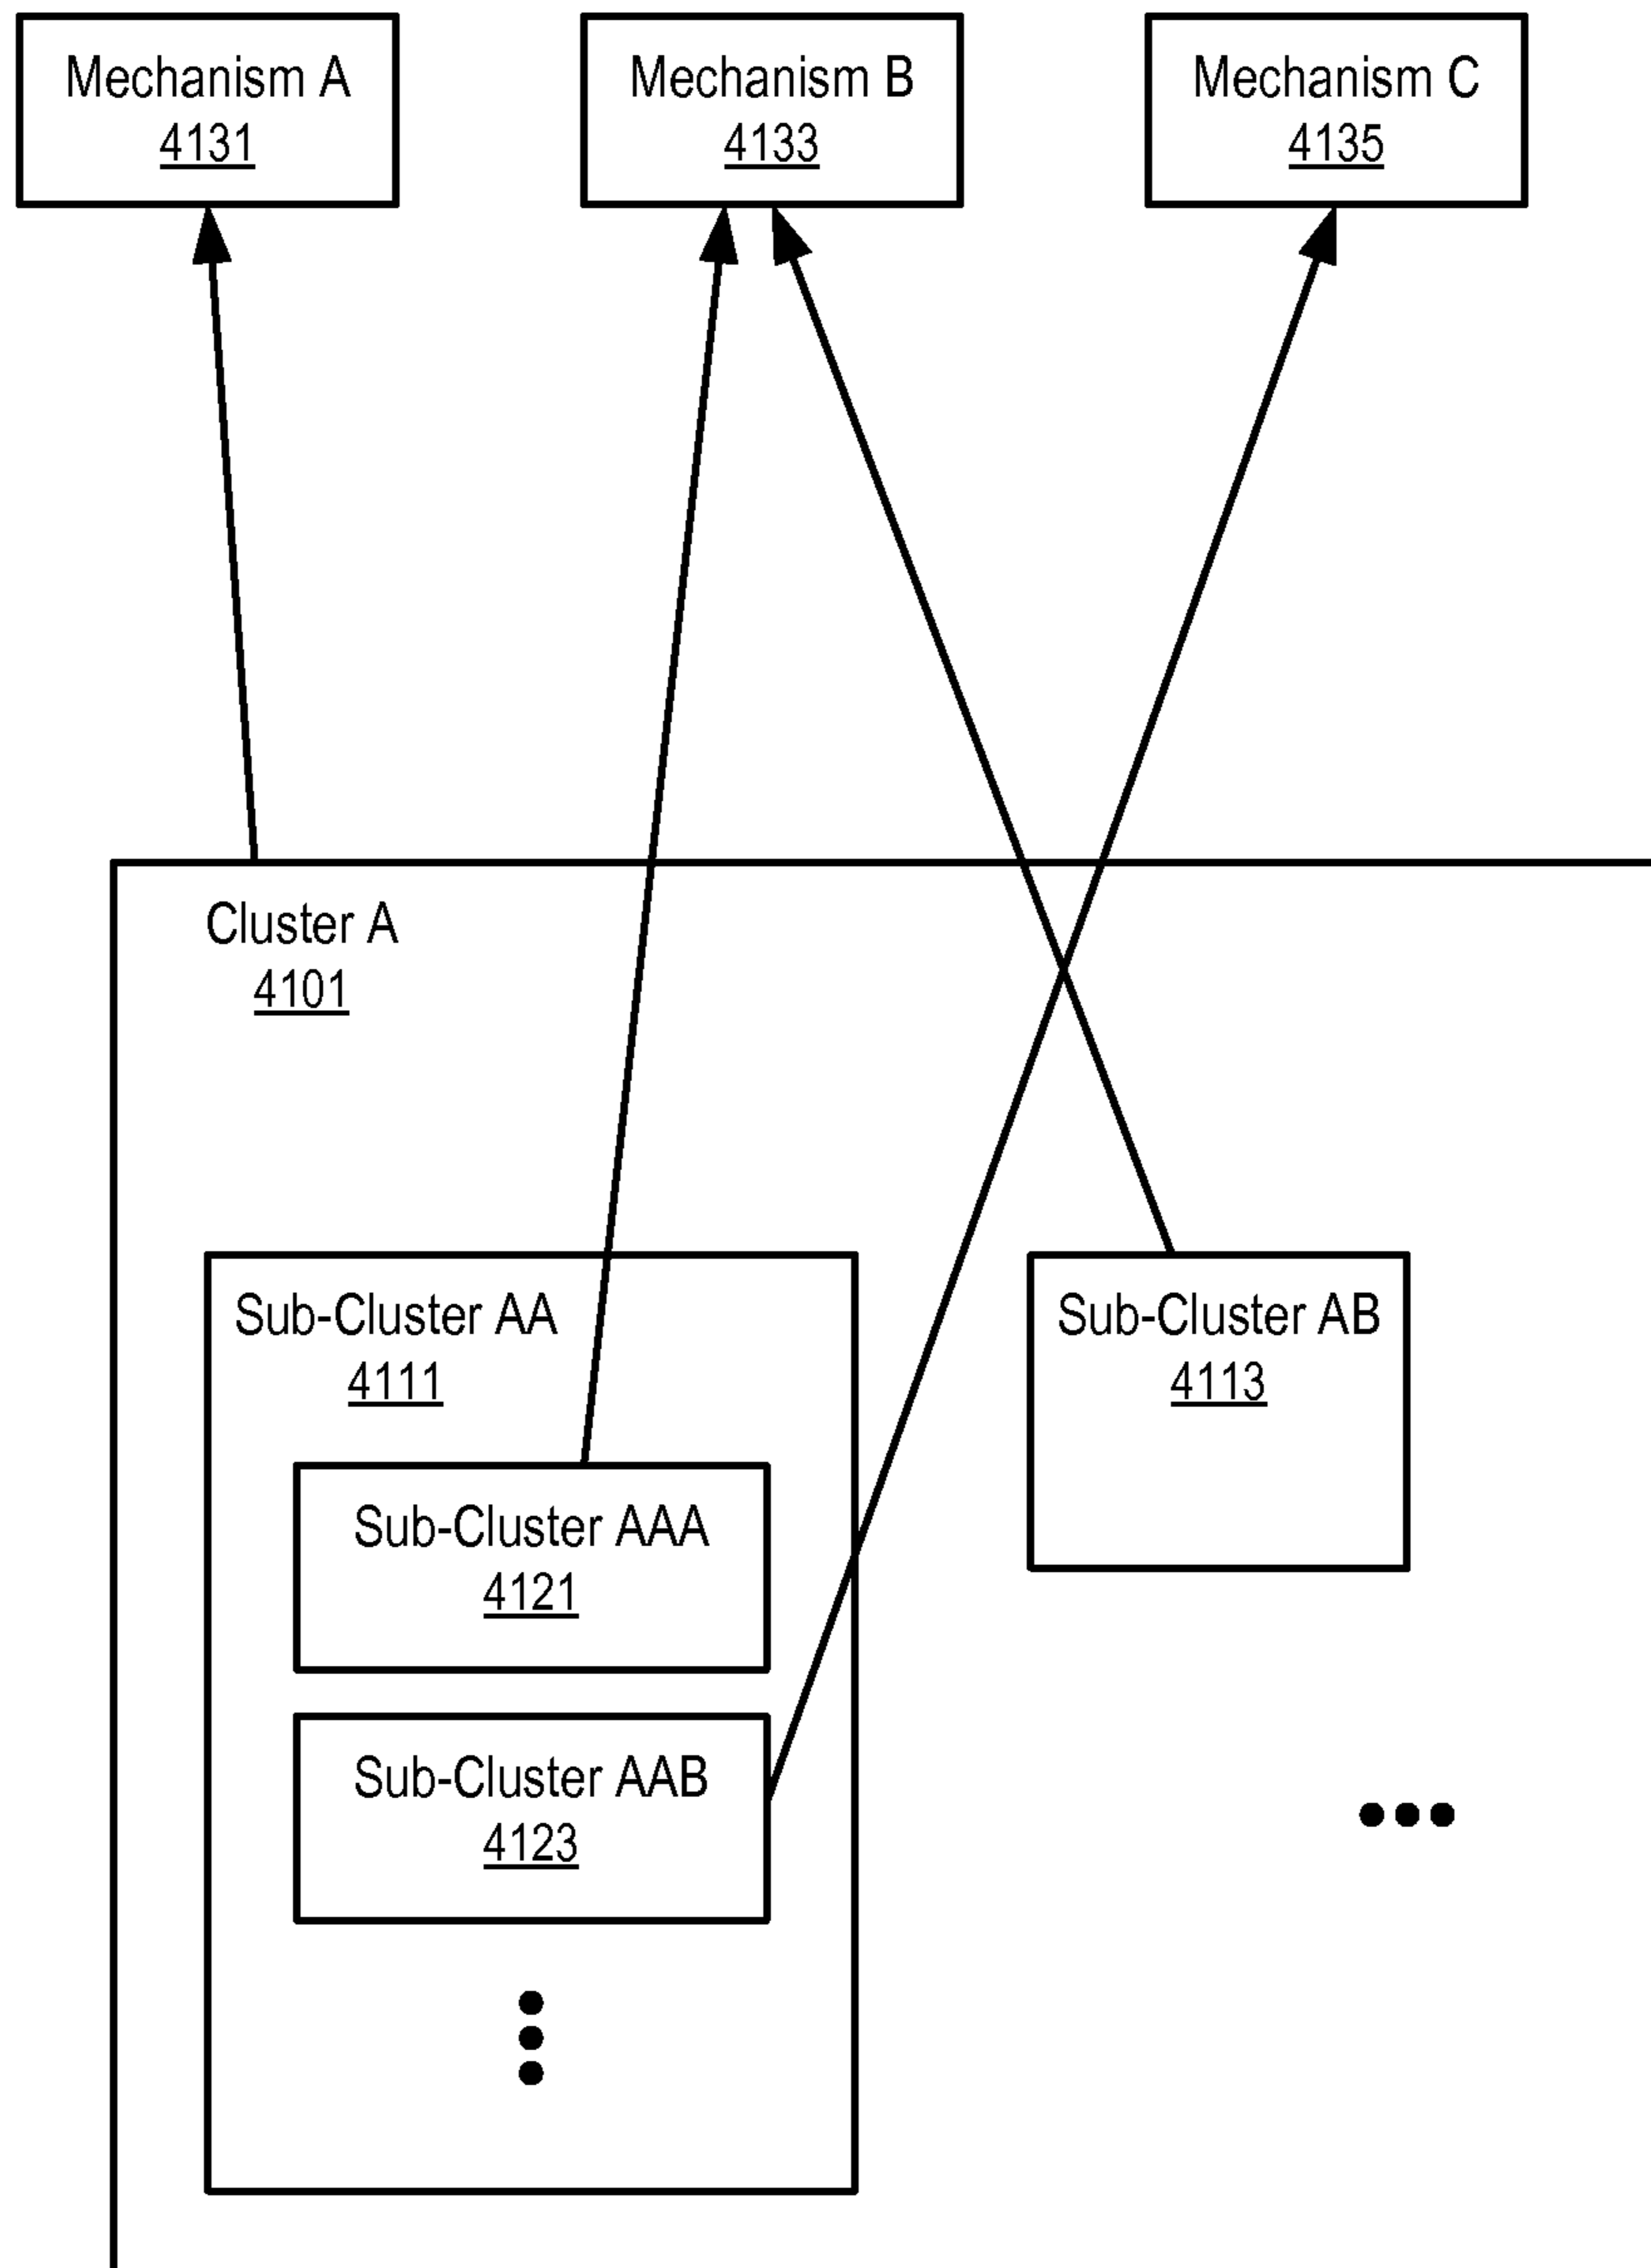 Mechanism A
4131
Mechanism B
4133
Mechanism C
4135
Cluster A
4101
Sub-Cluster AA
4111
Sub-Cluster AB
4113
Sub-Cluster AAA
4121
Sub-Cluster AAB
4123